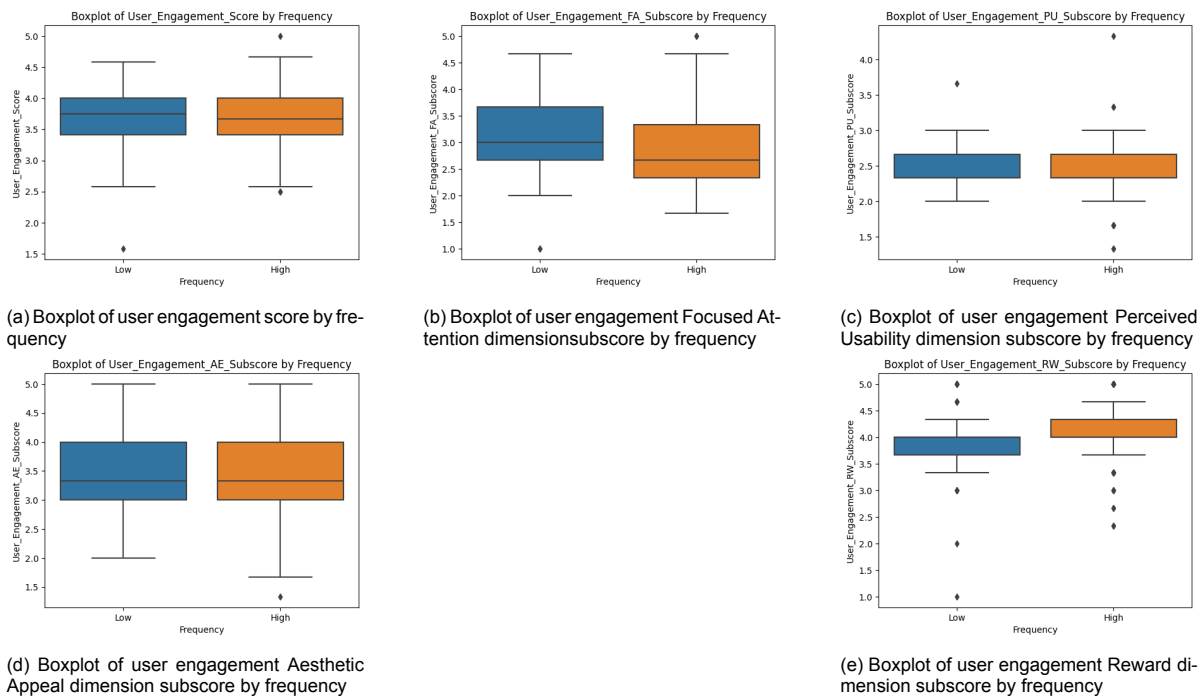 Boxplot of User_Engagement_Score by Frequency
User_Engagement_Score
5.0
4.5
4.0
3.5
3.0
2.5
2.0
1.5
Low
High
Frequency
(a) Boxplot of user engagement score by fre-
quency
Boxplot of User_Engagement_FA_Subscore by Frequency
User_Engagement_FA_Subscore
5.0
4.5
4.0
3.5
3.0
2.5
2.0
1.5
1.0
Low
High
Frequency
(b) Boxplot of user engagement Focused At-
tention dimensionsubscore by frequency
Boxplot of User_Engagement_PU_Subscore by Frequency
User_Engagement_PU_Subscore
4.0
3.5
3.0
2.5
2.0
1.5
Low
High
Frequency
(c) Boxplot of user engagement Perceived
Usability dimension subscore by frequency
Boxplot of User_Engagement_AE_Subscore by Frequency
User_Engagement_AE_Subscore
5.0
4.5
4.0
3.5
3.0
2.5
2.0
1.5
Low
High
Frequency
(d) Boxplot of user engagement Aesthetic
Appeal dimension subscore by frequency
Boxplot of User_Engagement_RW_Subscore by Frequency
User_Engagement_RW_Subscore
5.0
4.5
4.0
3.5
3.0
2.5
2.0
1.5
1.0
Low
High
Frequency
(e) Boxplot of user engagement Reward di-
mension subscore by frequency